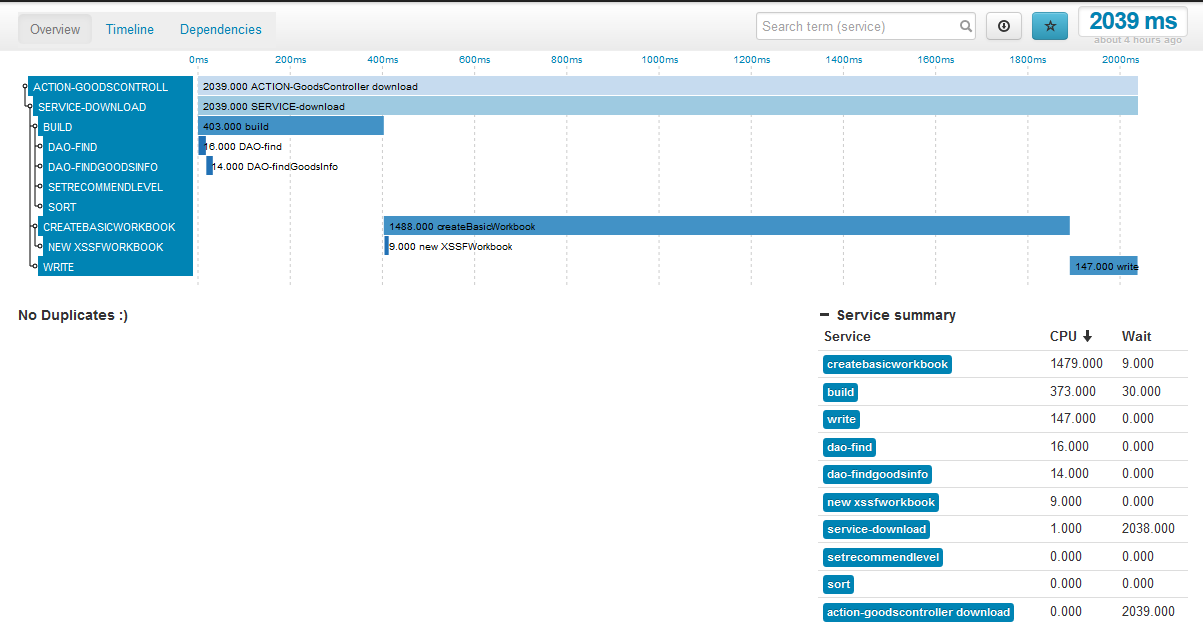 Overview Timeline Dependencies Search term (service) 2039 ms
about 4 hours ago
0ms 200ms 400ms 600ms 800ms 1000ms 1200ms 1400ms 1600ms 1800ms 2000ms
ACTION-GOODSCONTROLL 2039.000 ACTION-GoodsController download
SERVICE-DOWNLOAD 2039.000 SERVICE-download
BUILD 403.000 build
DAO-FIND 16.000 DAO-find
DAO-FINDGOODSINFO 14.000 DAO-findGoodsInfo
SETRECOMMENDLEVEL
SORT
CREATEBASICWORKBOOK 1488.000 createBasicWorkbook
NEW XSSFWORKBOOK 9.000 new XSSFWorkbook
WRITE 147.000 write
No Duplicates :) Service summary
Service CPU Wait
createbasicworkbook 1479.000 9.000
build 373.000 30.000
write 147.000 0.000
dao-find 16.000 0.000
dao-findgoodsinfo 14.000 0.000
new xssfworkbook 9.000 0.000
service-download 1.000 2038.000
setrecommendlevel 0.000 0.000
sort 0.000 0.000
action-goodscontroller download 0.000 2039.000